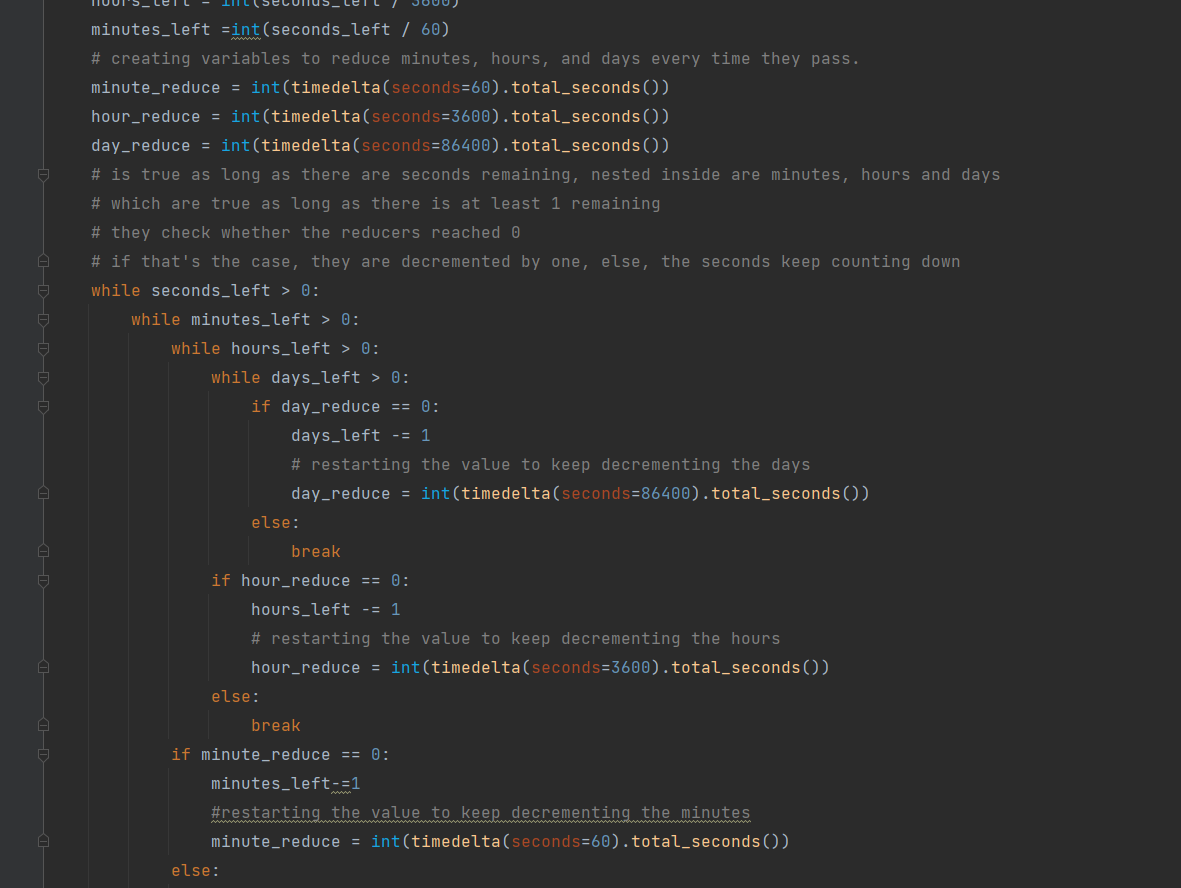 hours_left = int(seconds_left / 3600)
minutes_left =int(seconds_left / 60)
# creating variables to reduce minutes, hours, and days every time they pass.
minute_reduce = int(timedelta(seconds=60).total_seconds())
hour_reduce = int(timedelta(seconds=3600).total_seconds())
day_reduce = int(timedelta(seconds=86400).total_seconds())
# is true as long as there are seconds remaining, nested inside are minutes, hours and days
# which are true as long as there is at least 1 remaining
# they check whether the reducers reached 0
# if that's the case, they are decremented by one, else, the seconds keep counting down
while seconds_left > 0:
    while minutes_left > 0:
        while hours_left > 0:
            while days_left > 0:
                if day_reduce == 0:
                    days_left -= 1
                    # restarting the value to keep decrementing the days
                    day_reduce = int(timedelta(seconds=86400).total_seconds())
                else:
                    break
            if hour_reduce == 0:
                hours_left -= 1
                # restarting the value to keep decrementing the hours
                hour_reduce = int(timedelta(seconds=3600).total_seconds())
            else:
                break
        if minute_reduce == 0:
            minutes_left-=1
            #restarting the value to keep decrementing the minutes
            minute_reduce = int(timedelta(seconds=60).total_seconds())
        else: